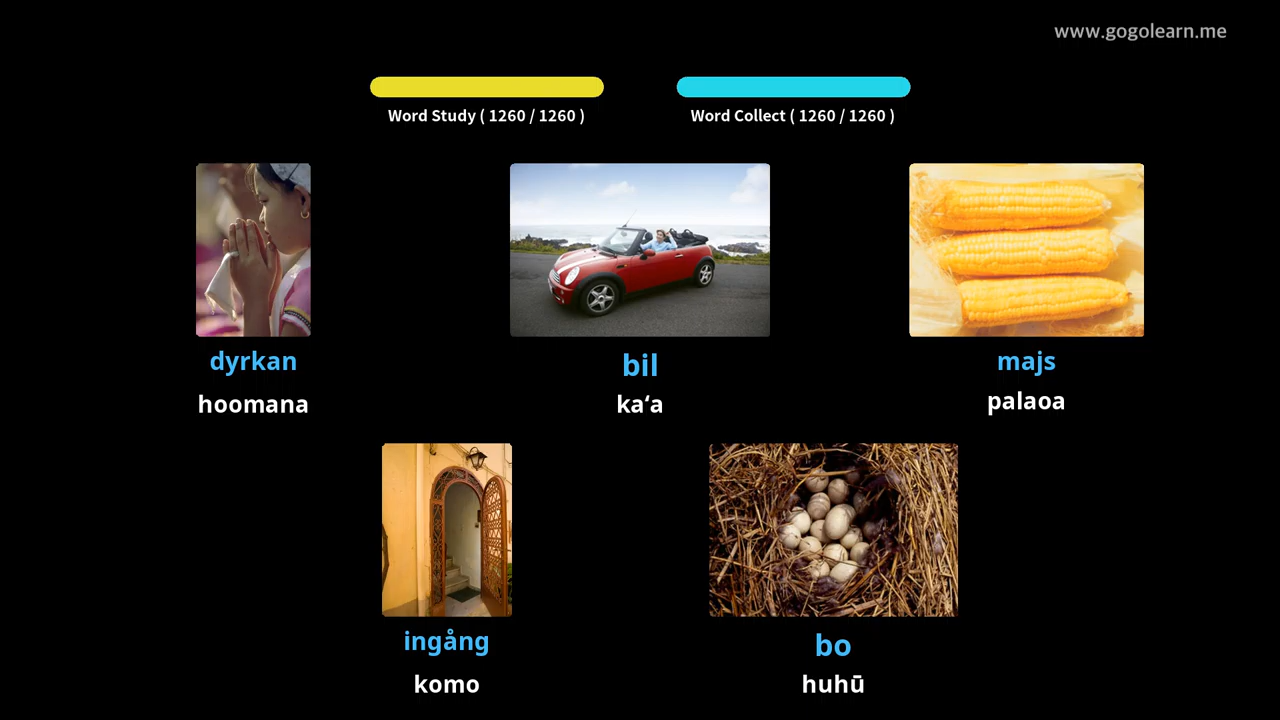 www.gogolearn.me
Word Study ( 1260 / 1260 )
Word Collect ( 1260 / 1260 )
dyrkan
bil
majs
hoomana
kaʻa
palaoa
ingång
bo
komo
huhū